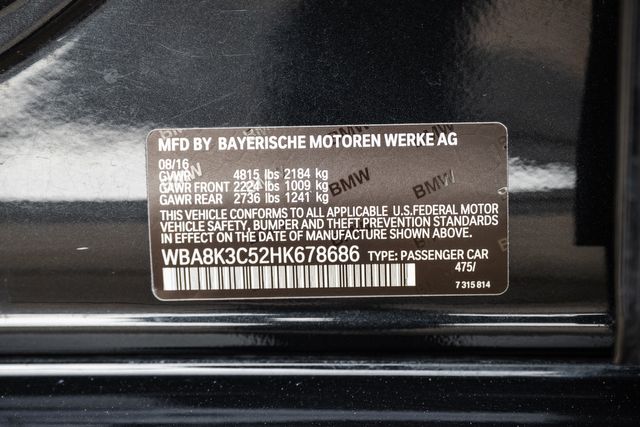 MFD BY BAYERISCHE MOTOREN WERKE AG
08/16
GVWR 4815 lbs 2184 kg
GAWR FRONT 2224 lbs 1009 kg
GAWR REAR 2736 lbs 1241 kg
THIS VEHICLE CONFORMS TO ALL APPLICABLE U.S.FEDERAL MOTOR
VEHICLE SAFETY, BUMPER AND THEFT PREVENTION STANDARDS
IN EFFECT ON THE DATE OF MANUFACTURE SHOWN ABOVE.
WBA8K3C52HK678686 TYPE: PASSENGER CAR
475/
7 315 814